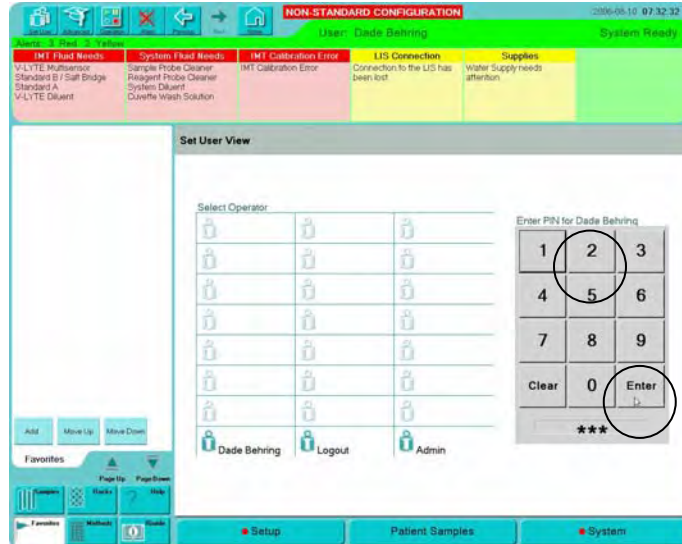 NON-STANDARD CONFIGURATION
2006-08-10 07:32:32
User: Dade Behring
System Ready
Alerts: 3 Red 2 Yellow
IMT Fluid Needs
V-LYTE Multisensor
Standard B / Salt Bridge
Standard A
V-LYTE Diluent
System Fluid Needs
Sample Probe Cleaner
Reagent Probe Cleaner
System Diluent
Cuvette Wash Solution
IMT Calibration Error
IMT Calibration Error
LIS Connection
Connection to the LIS has
been lost
Supplies
Water Supply needs
attention
Set User View
Select Operator
Dade Behring
Logout
Admin
Enter PIN for Dade Behring
1 2 3
4 5 6
7 8 9
Clear 0 Enter
***
Add
Move Up
Move Down
Favorites
Page Up
Page Down
Samples
Racks
Help
Favorites
Methods
Setup
Patient Samples
System